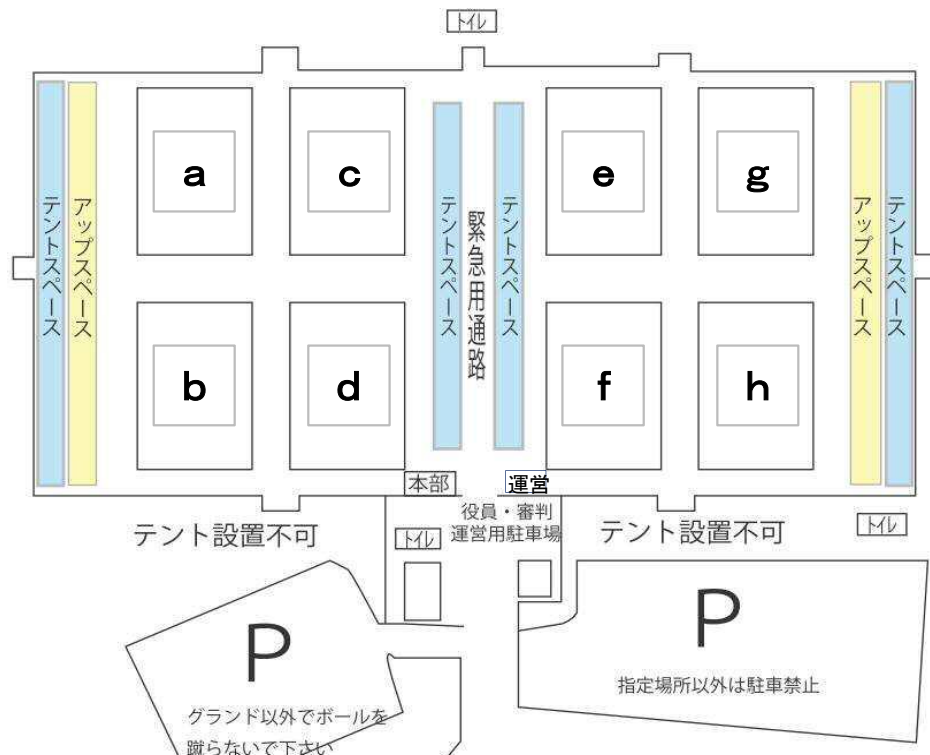 トイレ
テントスペース
アップスペース
a
c
テントスペース
緊急用通路
テントスペース
e
g
アップスペース
テントスペース
b
d
f
h
本部
運営
役員・審判
運営用駐車場
テント設置不可
トイレ
テント設置不可
トイレ
P
グランド以外でボールを
蹴らないで下さい
P
指定場所以外は駐車禁止